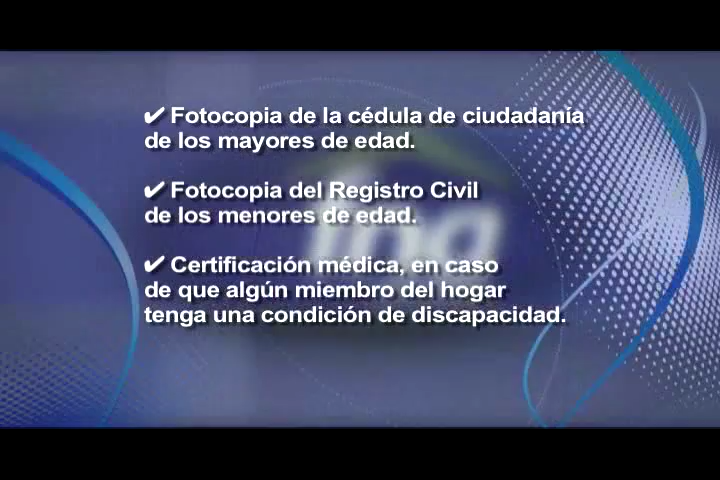 ✔ Fotocopia de la cédula de ciudadanía
de los mayores de edad.
✔ Fotocopia del Registro Civil
de los menores de edad.
✔ Certificación médica, en caso
de que algún miembro del hogar
tenga una condición de discapacidad.